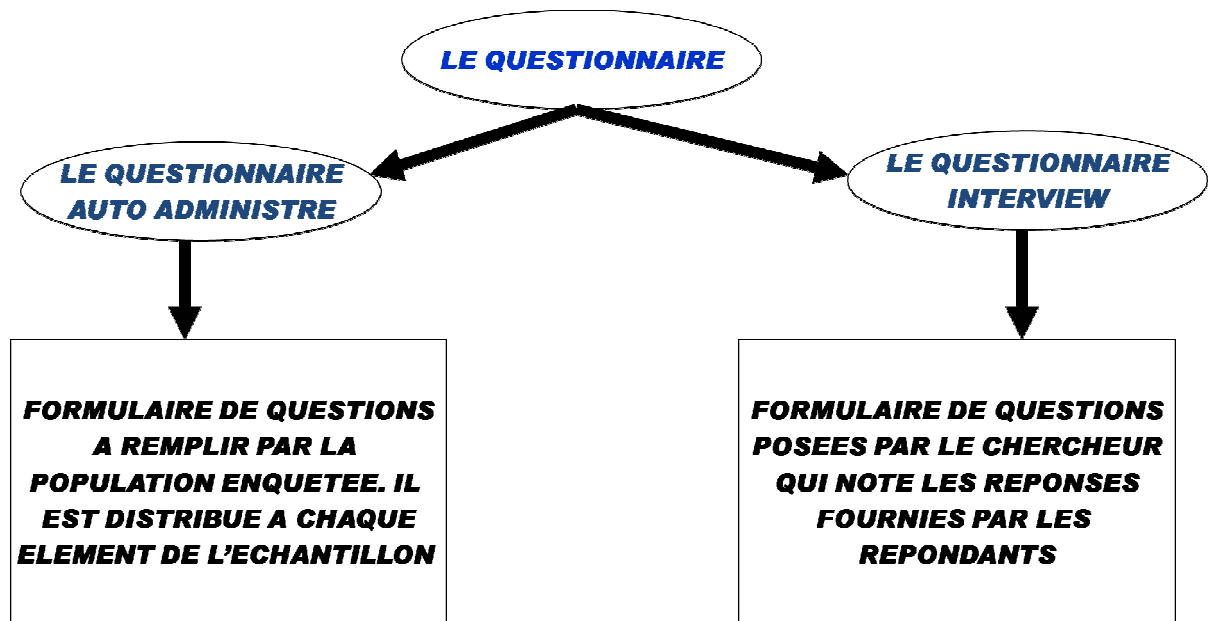 LE QUESTIONNAIRE
LE QUESTIONNAIRE
AUTO ADMINISTRE
LE QUESTIONNAIRE
INTERVIEW
FORMULAIRE DE QUESTIONS
A REMPLIR PAR LA
POPULATION ENQUETEE. IL
EST DISTRIBUE A CHAQUE
ELEMENT DE L’ECHANTILLON
FORMULAIRE DE QUESTIONS
POSEES PAR LE CHERCHEUR
QUI NOTE LES REPONSES
FOURNIES PAR LES
REPONDANTS